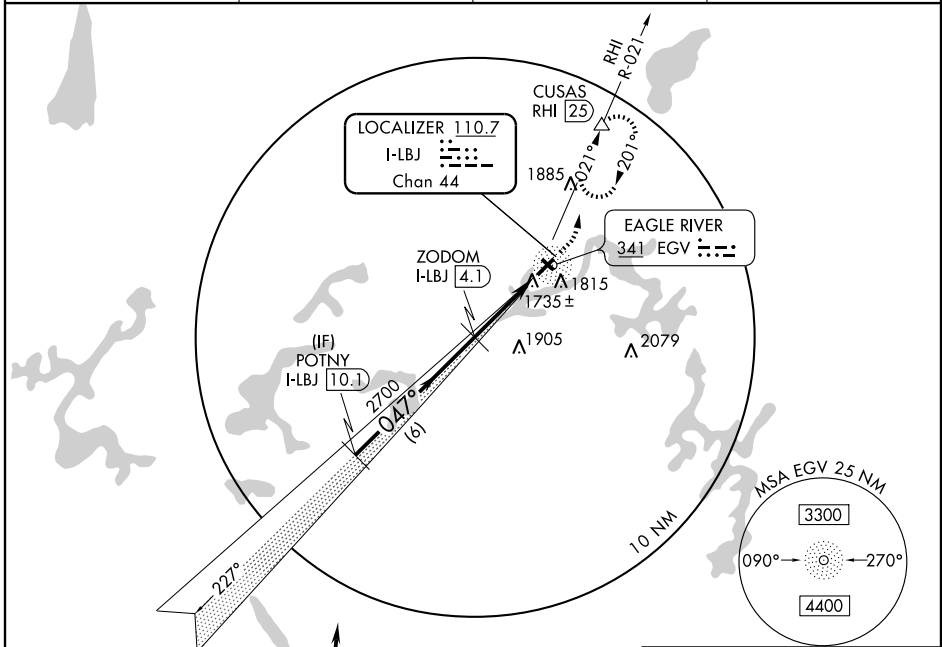 RHI
R-021
CUSAS
RHI 25
LOCALIZER 110.7
I-LBJ
Chan 44
021°
201°
1885
EAGLE RIVER
341 EGV
ZODOM
I-LBJ 4.1
1815
1735 ±
1905
2079
(IF)
POTNY
I-LBJ 10.1
2700
047°
(6)
MSA EGV 25 NM
3300
090°
270°
4400
10 NM
227°